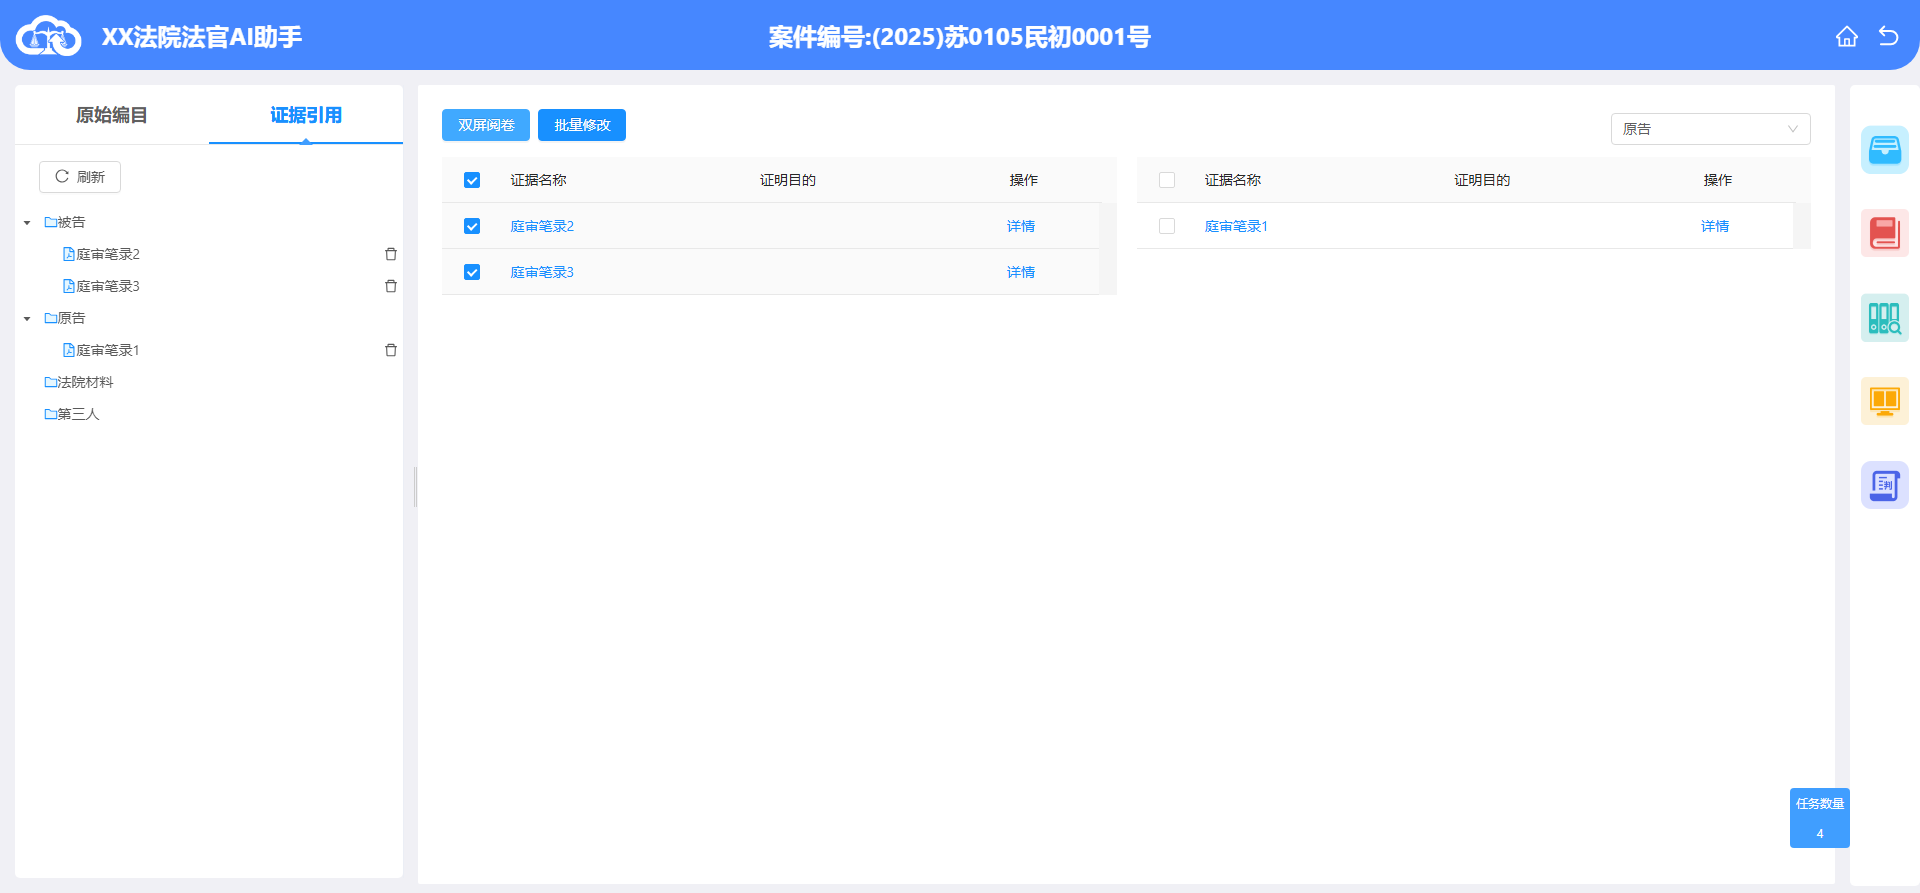 XX法院法官AI助手
案件编号:(2025)苏0105民初0001号
原始编目
证据引用
刷新
被告
庭审笔录2
庭审笔录3
原告
庭审笔录1
法院材料
第三人
双屏阅卷
批量修改
原告
证据名称 证明目的 操作
庭审笔录2 详情
庭审笔录3 详情
证据名称 证明目的 操作
庭审笔录1 详情
判
任务数量
4